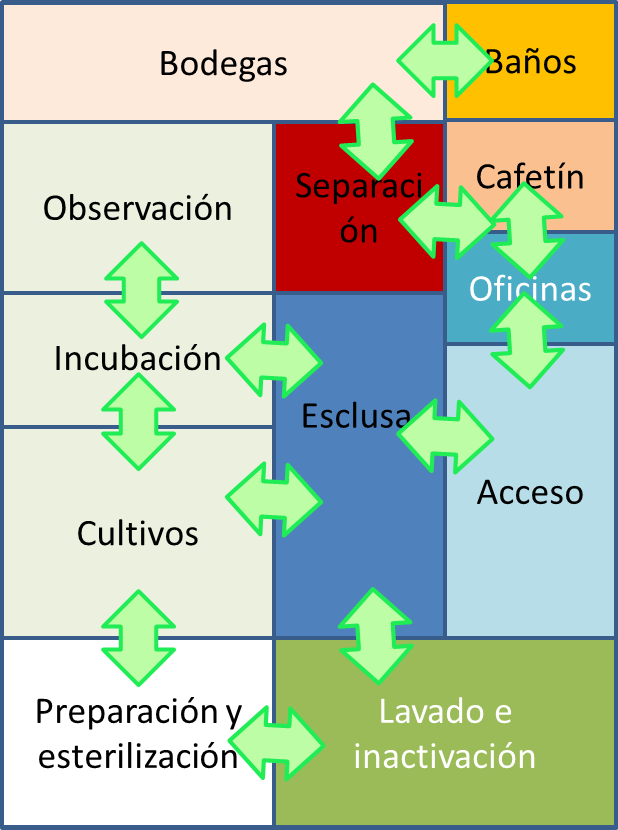 Bodegas
Baños
Observación
Separaci
ón
Cafetín
Oficinas
Incubación
Esclusa
Acceso
Cultivos
Preparación y
esterilización
Lavado e
inactivación